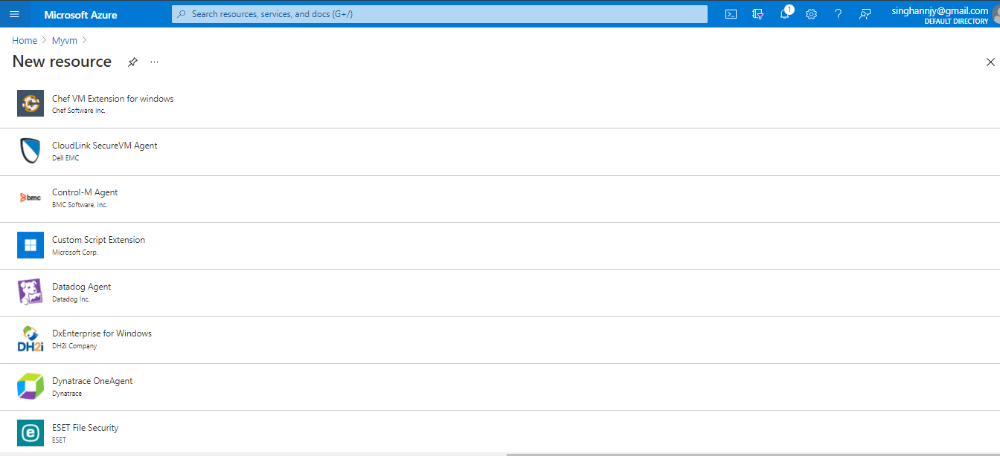 Microsoft Azure
Search resources, services, and docs (G+/)
1
singhannjy@gmail.com
DEFAULT DIRECTORY
Home > Myvm >
New resource
Chef VM Extension for windows
Chef Software Inc.
CloudLink SecureVM Agent
Dell EMC
bmc
Control-M Agent
BMC Software, Inc.
Custom Script Extension
Microsoft Corp.
Datadog Agent
Datadog Inc.
DH2i
DxEnterprise for Windows
DH2i Company
Dynatrace OneAgent
Dynatrace
e
ESET File Security
ESET